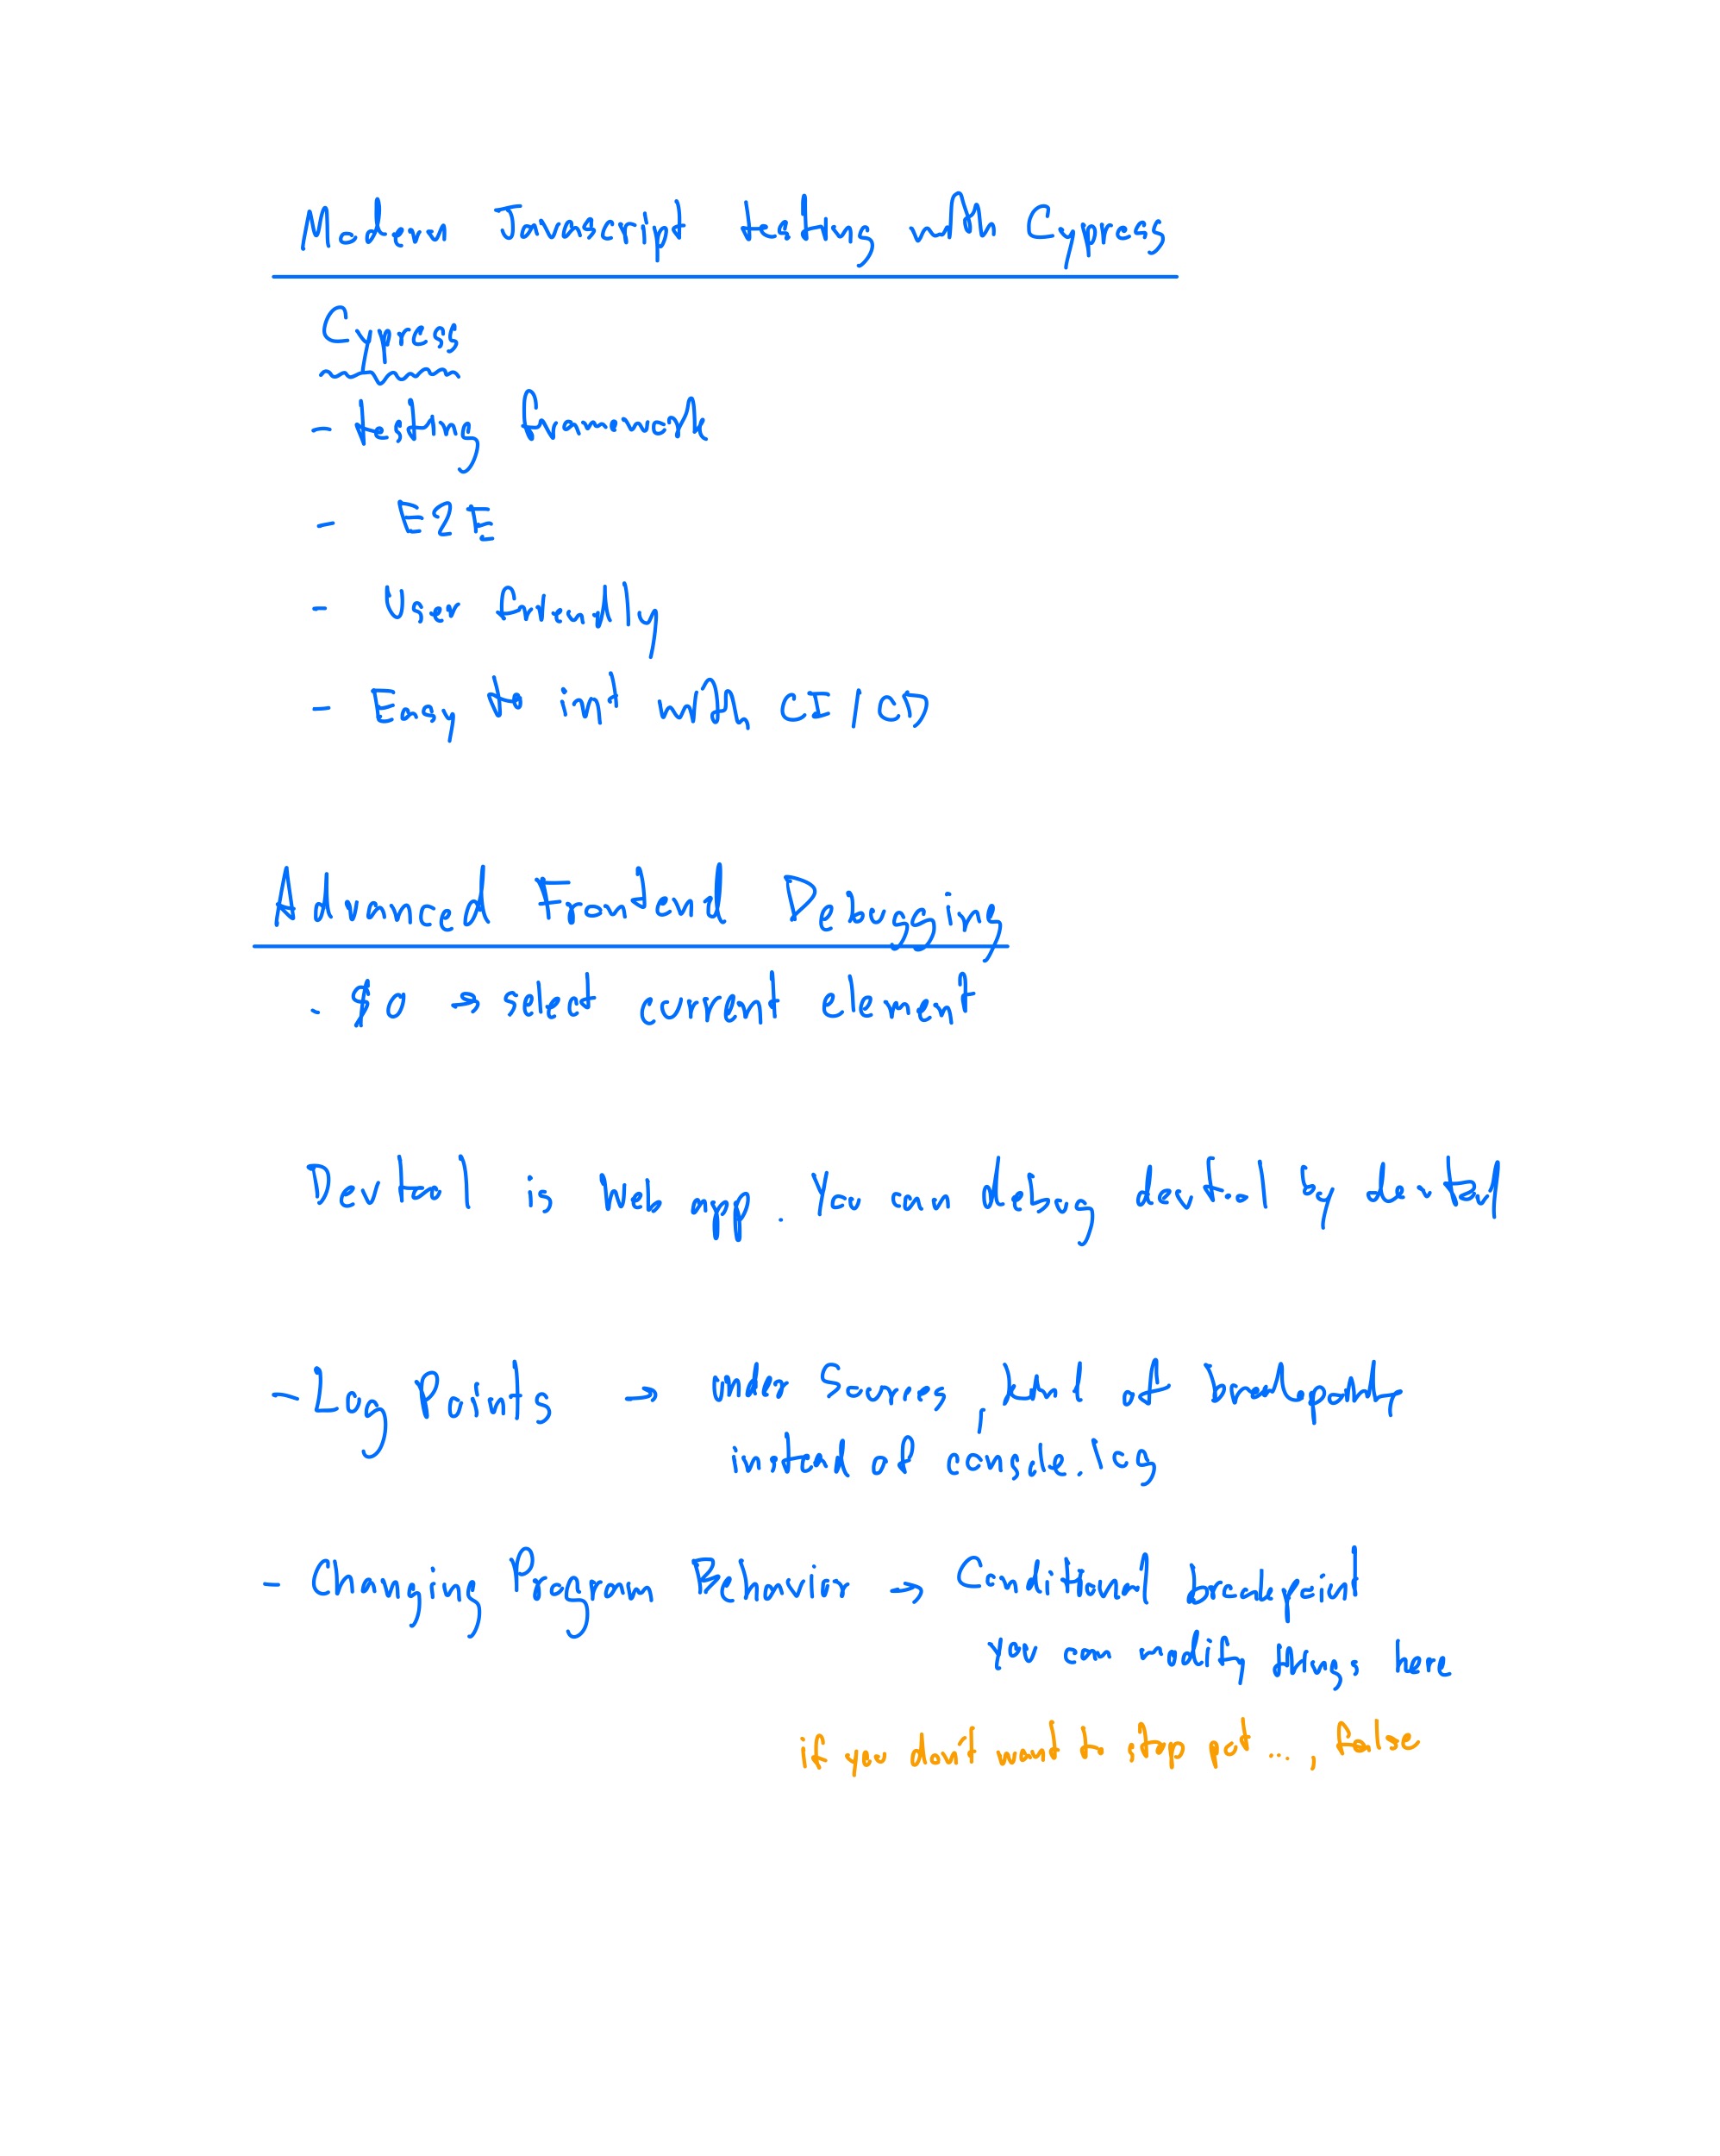 Modern Javascript testing with Cypress
Cypress
- testing framework
- E2E
- User friendly
- Easy to int with CI/CD
Advanced Frontend Debugging
. $0 → select current element
Dev tool is web app. You can debug devtool by devtool
- Log Points → under Sources, kind of breakpoint,
instead of console.log
- Changing Program Behavior → Conditional breakpoint
you can modify things here
if you don't want to stop put ..., false